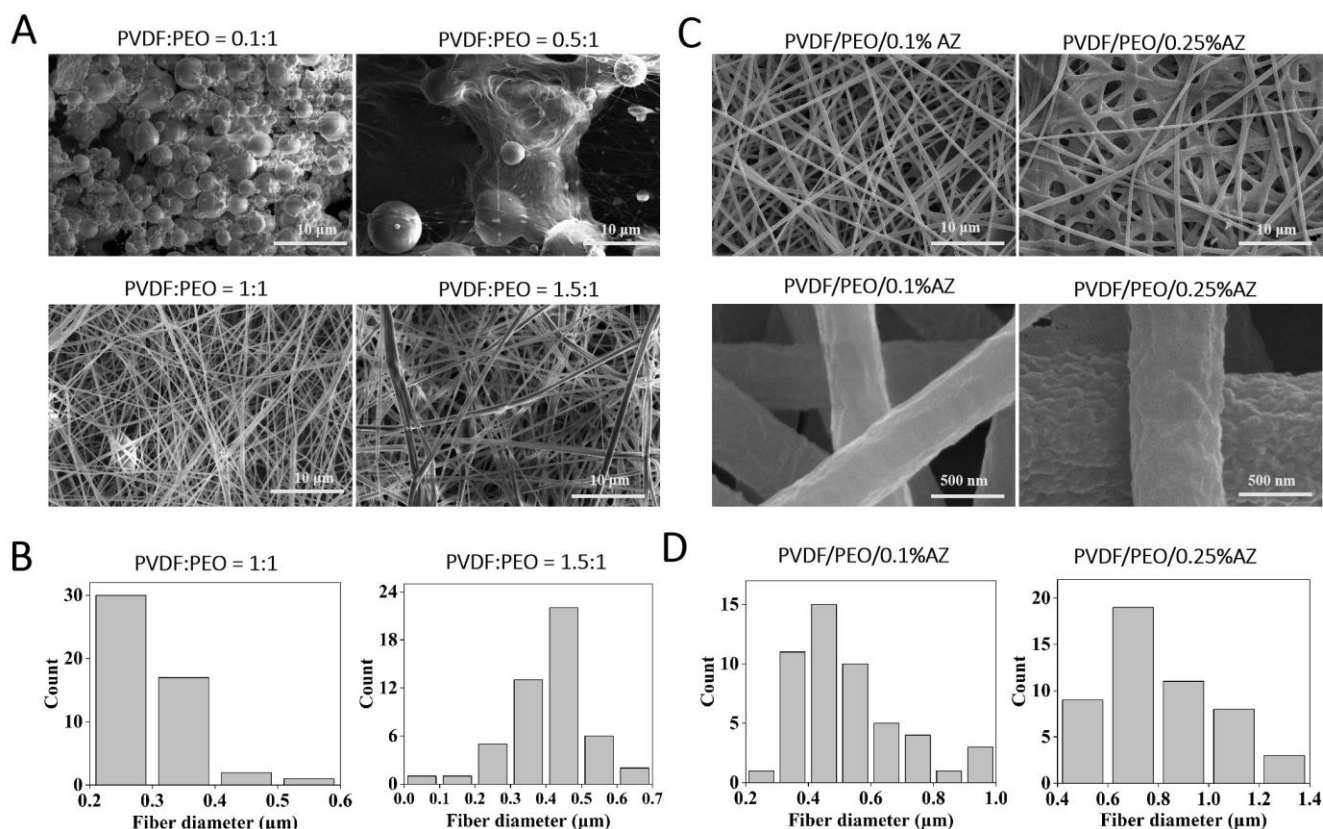 A
PVDF:PEO = 0.1:1
PVDF:PEO = 0.5:1
10 µm
10 µm
PVDF:PEO = 1:1
PVDF:PEO = 1.5:1
10 µm
10 µm
B
PVDF:PEO = 1:1
PVDF:PEO = 1.5:1
30
20
10
0
Count
0.2 0.3 0.4 0.5 0.6
Fiber diameter (µm)
24
18
12
6
0
Count
0.0 0.1 0.2 0.3 0.4 0.5 0.6 0.7
Fiber diameter (µm)
C
PVDF/PEO/0.1% AZ
PVDF/PEO/0.25%AZ
10 µm
10 µm
PVDF/PEO/0.1%AZ
PVDF/PEO/0.25%AZ
500 nm
500 nm
D
PVDF/PEO/0.1%AZ
PVDF/PEO/0.25%AZ
15
10
5
0
Count
0.2 0.4 0.6 0.8 1.0
Fiber diameter (µm)
20
15
10
5
0
Count
0.4 0.6 0.8 1.0 1.2 1.4
Fiber diameter (µm)